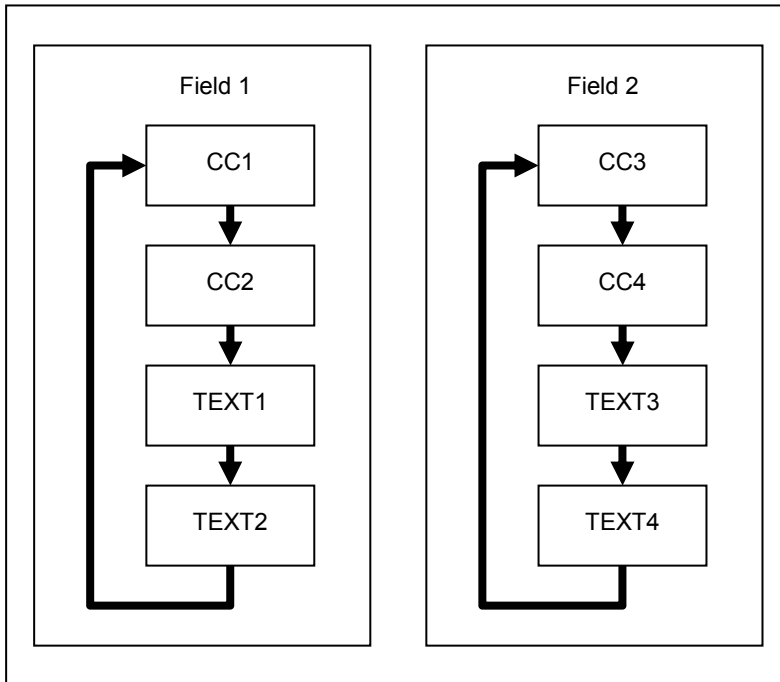 Field 1
CC1
CC2
TEXT1
TEXT2
Field 2
CC3
CC4
TEXT3
TEXT4